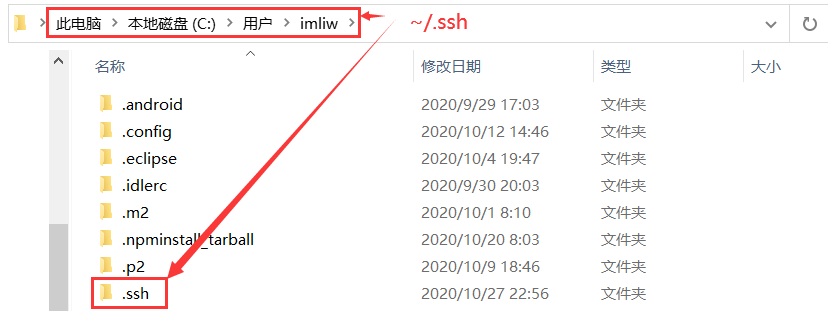 此电脑 > 本地磁盘 (C:) > 用户 > imliw > ~/.ssh
名称 修改日期 类型 大小
.android 2020/9/29 17:03 文件夹
.config 2020/10/12 14:46 文件夹
.eclipse 2020/10/4 19:47 文件夹
.idlerc 2020/9/30 20:03 文件夹
.m2 2020/10/1 8:10 文件夹
.npminstall_tarball 2020/10/20 8:03 文件夹
.p2 2020/10/9 18:46 文件夹
.ssh 2020/10/27 22:56 文件夹